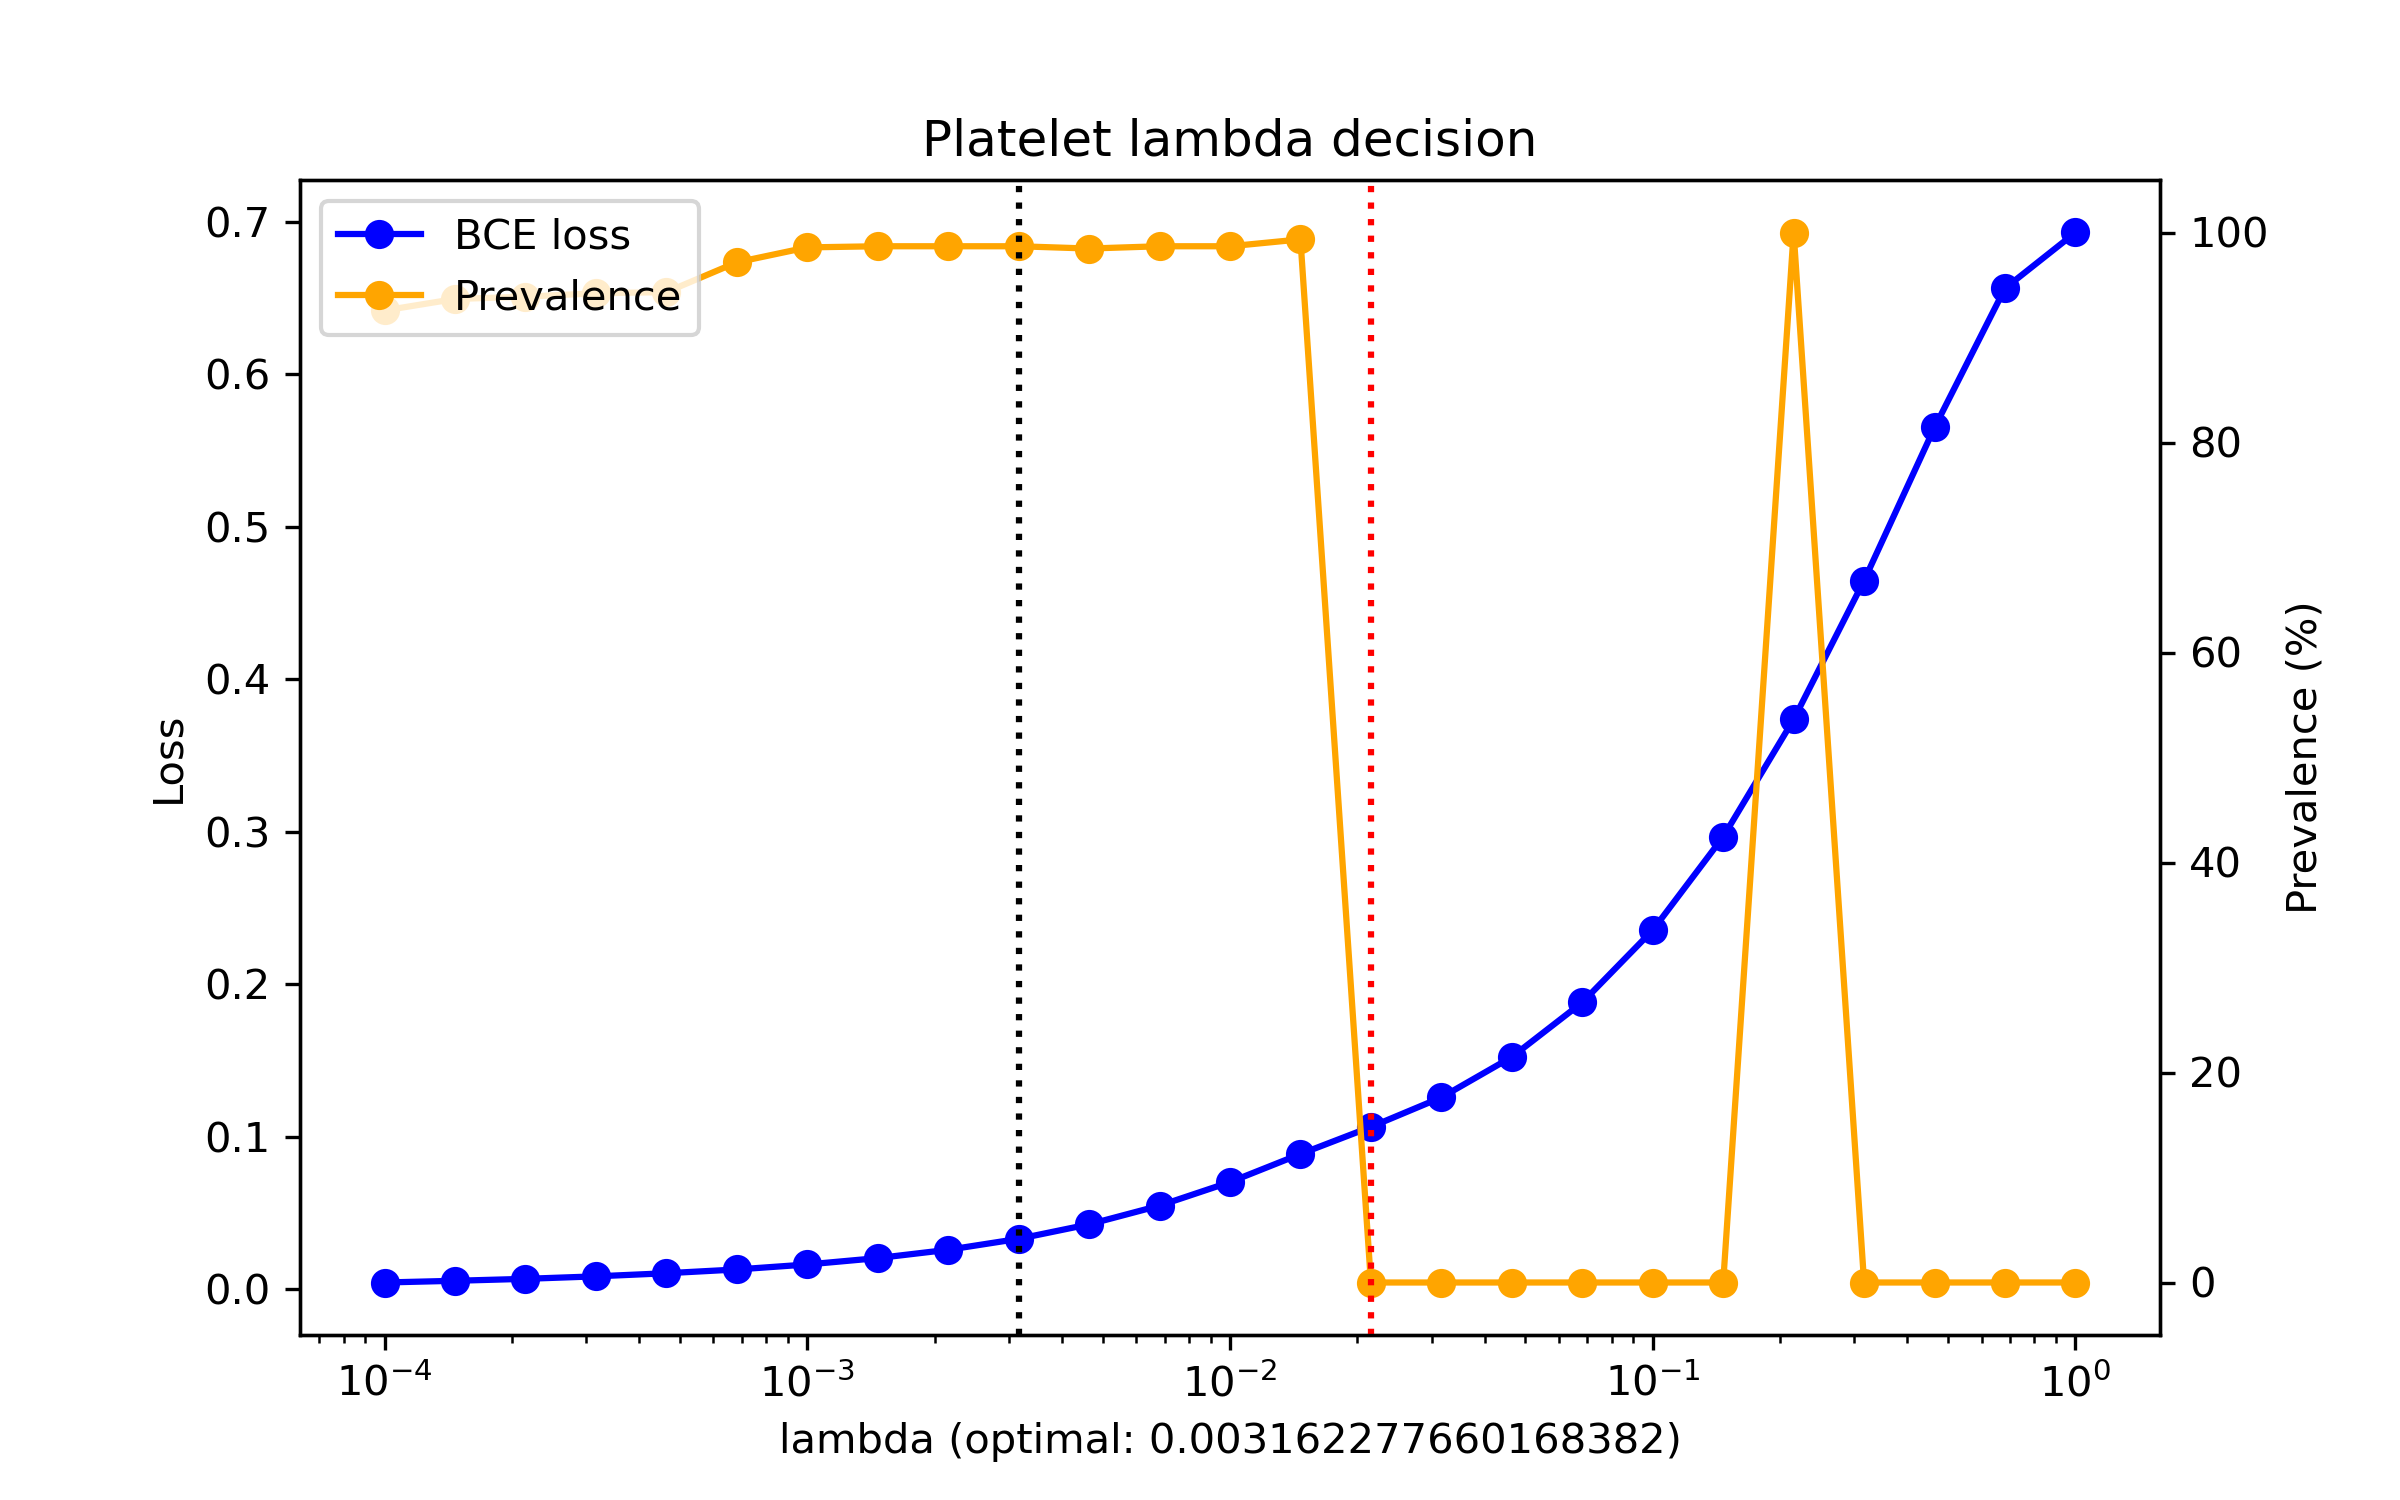 Platelet lambda decision
BCE loss
Prevalence
0.7
0.6
0.5
0.4
0.3
0.2
0.1
0.0
Loss
100
80
60
40
20
0
Prevalence (%)
10⁻⁴ 10⁻³ 10⁻² 10⁻¹ 10⁰
lambda (optimal: 0.0031622776601683​82)